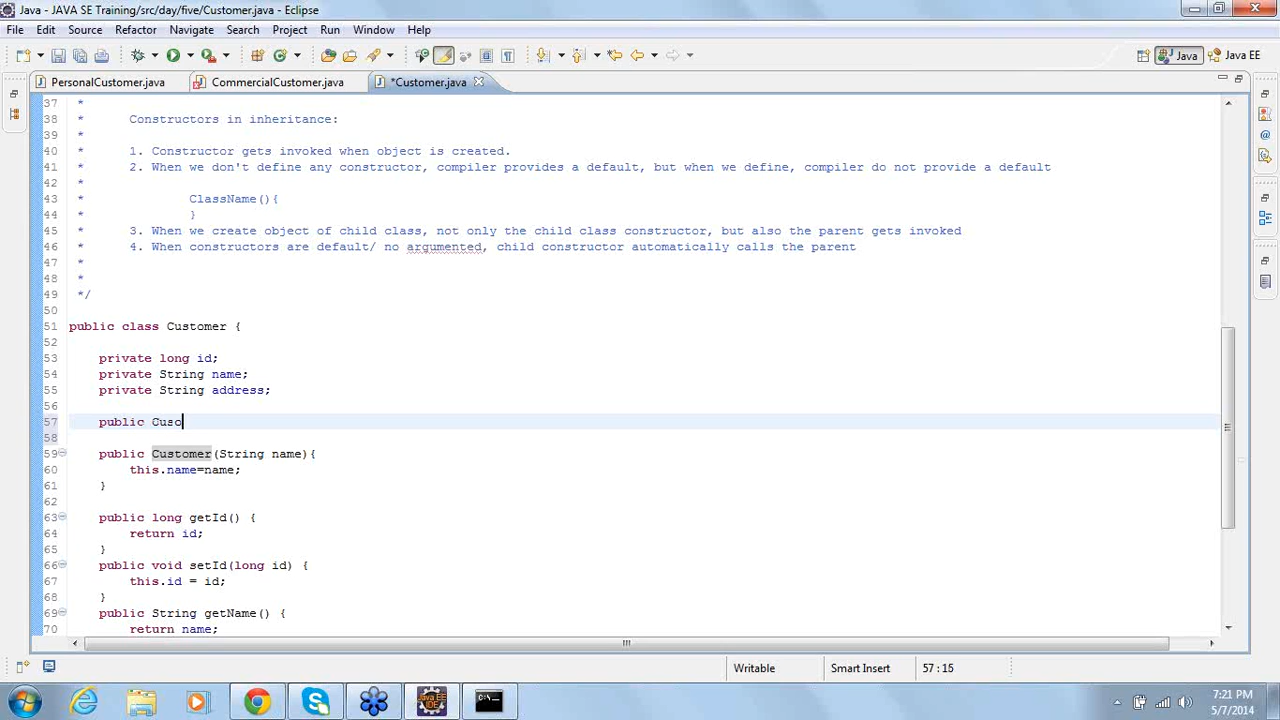 Java - JAVA SE Training/src/day/five/Customer.java - Eclipse
File Edit Source Refactor Navigate Search Project Run Window Help
Java Java EE
PersonalCustomer.java CommercialCustomer.java *Customer.java
37 *
38 * Constructors in inheritance:
39 *
40 * 1. Constructor gets invoked when object is created.
41 * 2. When we don't define any constructor, compiler provides a default, but when we define, compiler do not provide a default
42 *
43 * ClassName(){
44 * }
45 * 3. When we create object of child class, not only the child class constructor, but also the parent gets invoked
46 * 4. When constructors are default/ no argumented, child constructor automatically calls the parent
47 *
48 *
49 */
50
51 public class Customer {
52
53 private long id;
54 private String name;
55 private String address;
56
57 public Cuso
58
59 public Customer(String name){
60 this.name=name;
61 }
62
63 public long getId() {
64 return id;
65 }
66 public void setId(long id) {
67 this.id = id;
68 }
69 public String getName() {
70 return name;
Writable Smart Insert 57 : 15
Java EE IDE
7:21 PM
5/7/2014